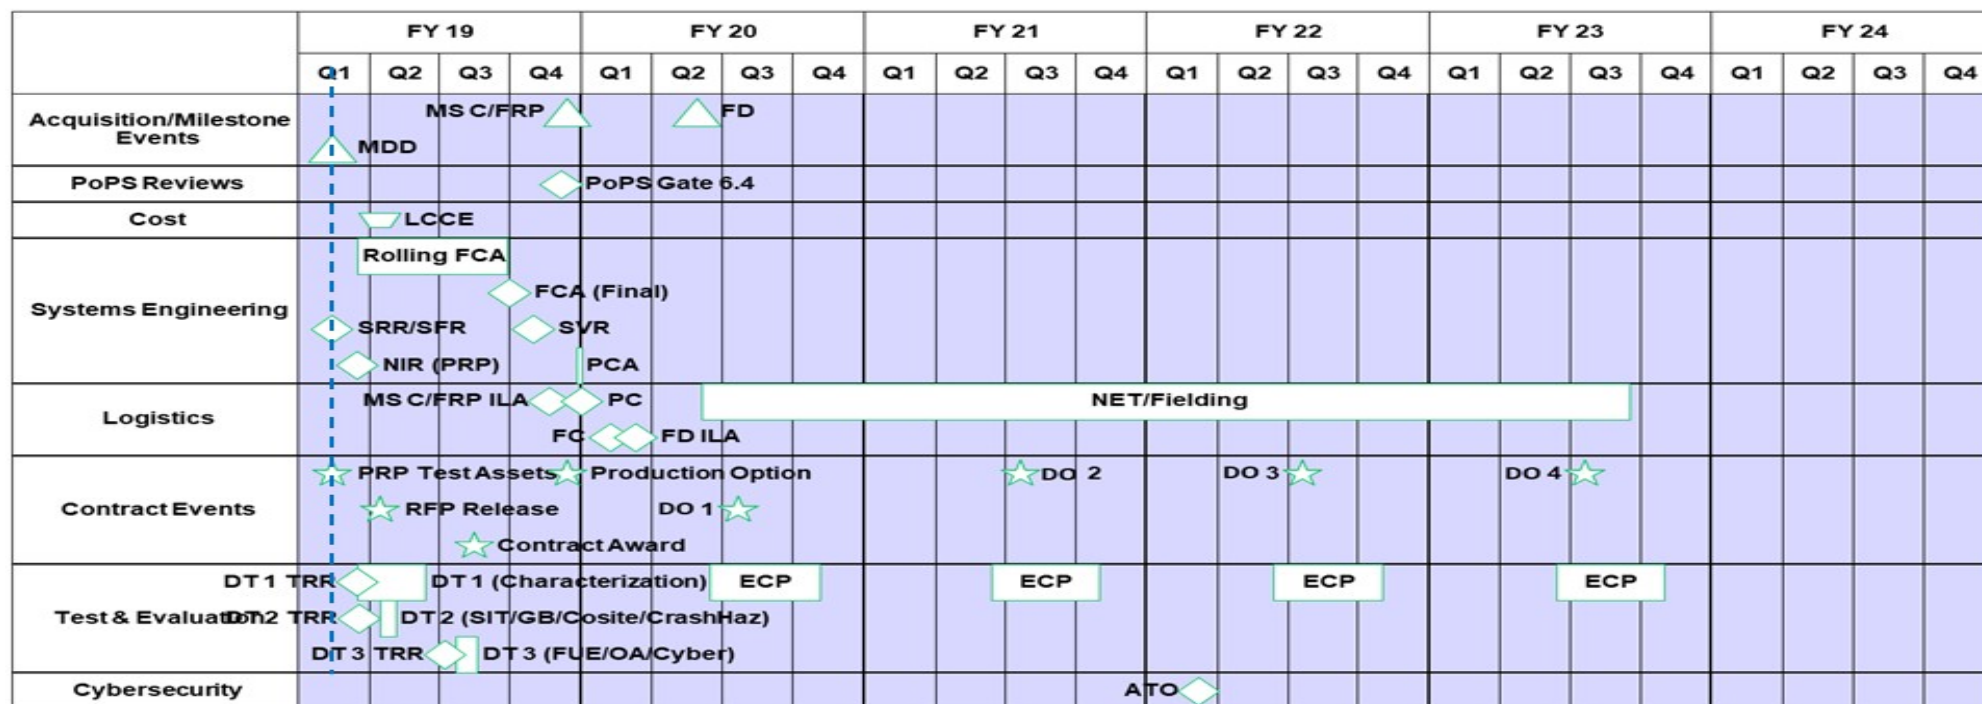 FY 19 FY 20 FY 21 FY 22 FY 23 FY 24
Q1 Q2 Q3 Q4 Q1 Q2 Q3 Q4 Q1 Q2 Q3 Q4 Q1 Q2 Q3 Q4 Q1 Q2 Q3 Q4 Q1 Q2 Q3 Q4
Acquisition/Milestone
Events
MS C/FRP FD
MDD
PoPS Reviews PoPS Gate 6.4
Cost LCCE
Systems Engineering
Rolling FCA
FCA (Final)
SRR/SFR SVR
NIR (PRP) PCA
Logistics
MS C/FRP ILA PC NET/Fielding
FC FD ILA
Contract Events
PRP Test Assets Production Option DO 2 DO 3 DO 4
RFP Release DO 1
Contract Award
Test & Evaluation
DT 1 TRR DT 1 (Characterization) ECP ECP ECP ECP
DT 2 TRR DT 2 (SIT/GB/Cosite/CrashHaz)
DT 3 TRR DT 3 (FUE/OA/Cyber)
Cybersecurity ATO